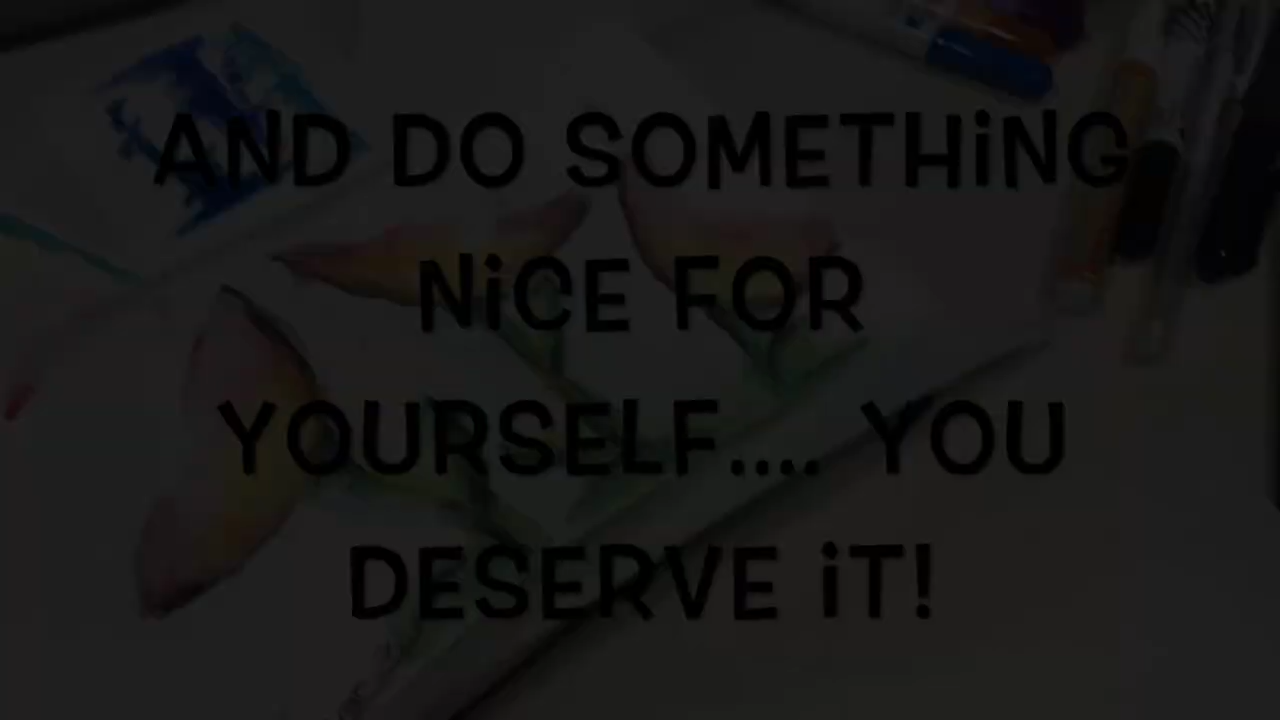 AND DO SOMETHiNG
NiCE FOR
YOURSELF.... YOU
DESERVE iT!